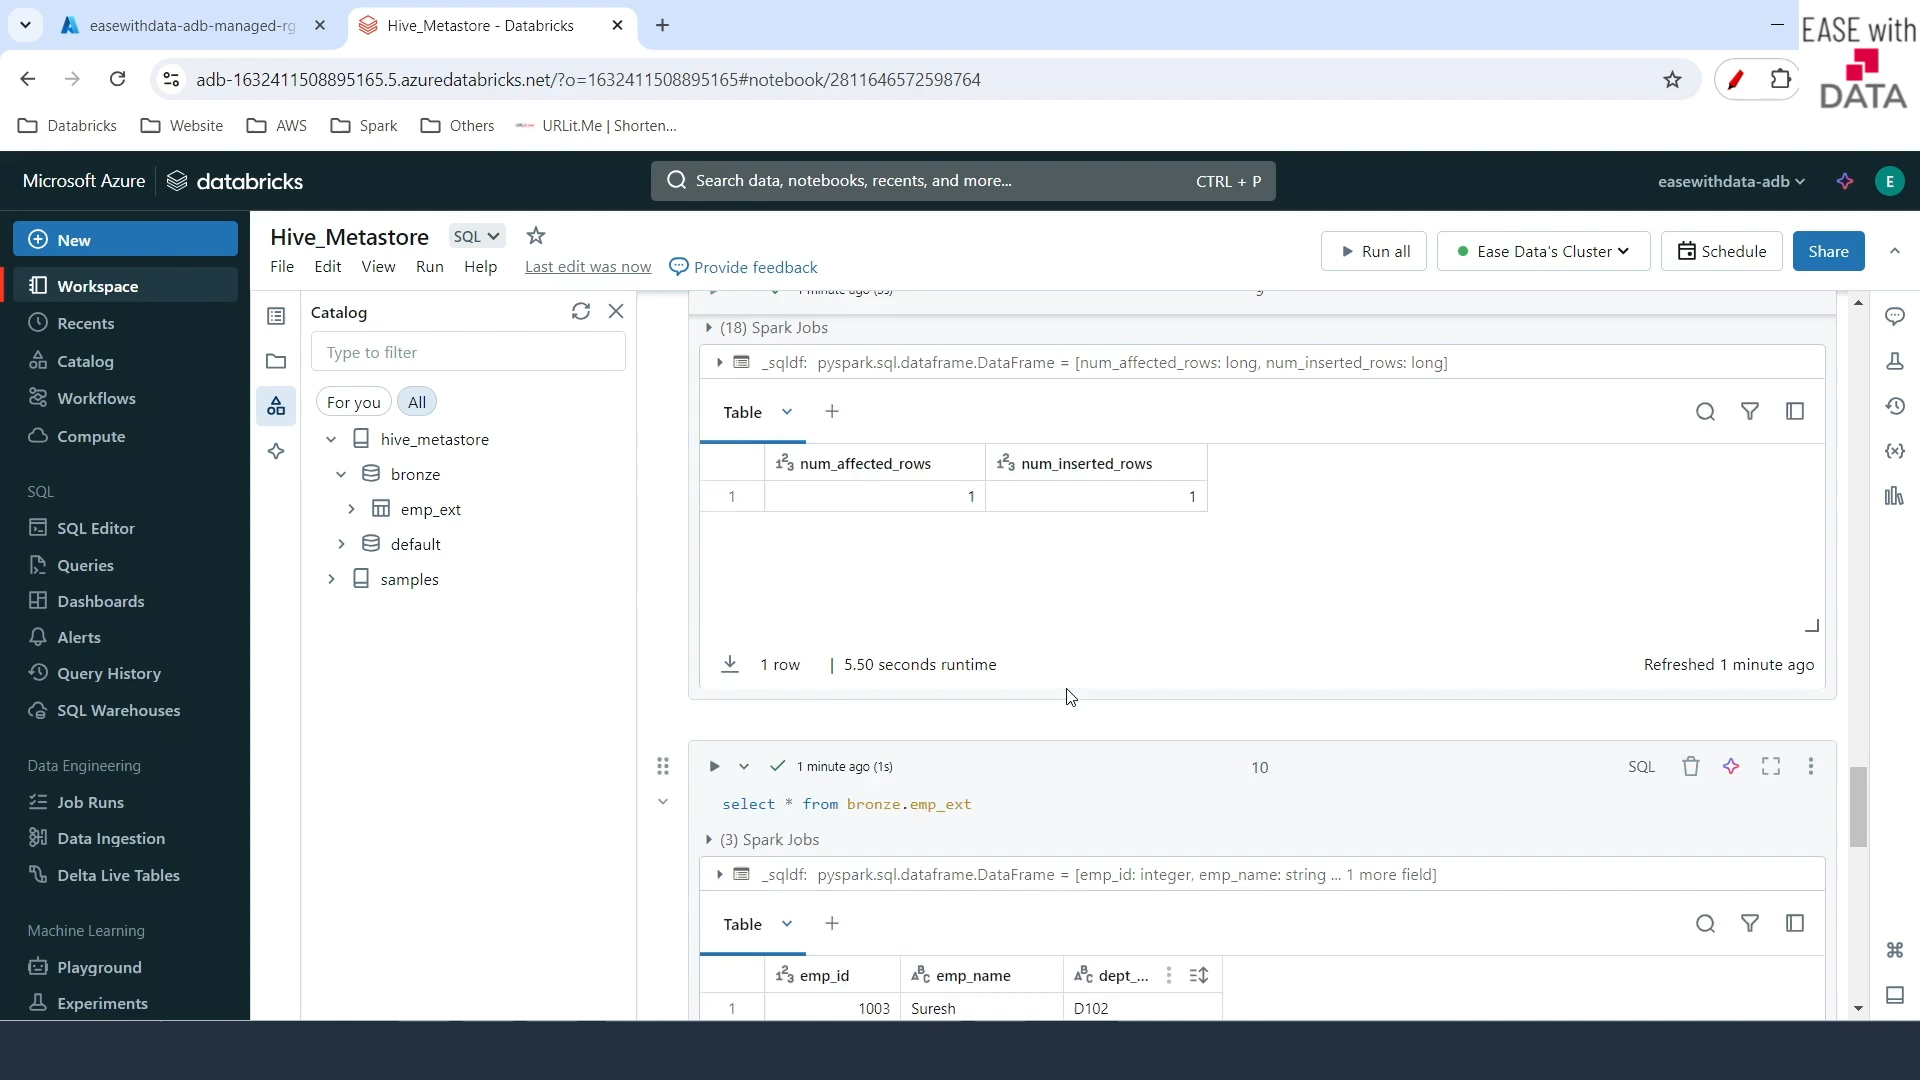 easewithdata-adb-managed-rg
Hive_Metastore - Databricks
EASE with
DATA
adb-1632411508895165.5.azuredatabricks.net/?o=1632411508895165#notebook/2811646572598764
Databricks
Website
AWS
Spark
Others
URLit.Me | Shorten...
Microsoft Azure
databricks
Search data, notebooks, recents, and more...
CTRL + P
easewithdata-adb
E
New
Workspace
Recents
Catalog
Workflows
Compute
SQL
SQL Editor
Queries
Dashboards
Alerts
Query History
SQL Warehouses
Data Engineering
Job Runs
Data Ingestion
Delta Live Tables
Machine Learning
Playground
Experiments
Hive_Metastore
SQL
File
Edit
View
Run
Help
Last edit was now
Provide feedback
Run all
Ease Data's Cluster
Schedule
Share
Catalog
Type to filter
For you
All
hive_metastore
bronze
emp_ext
default
samples
1 minute ago (5s)
9
(18) Spark Jobs
_sqldf: pyspark.sql.dataframe.DataFrame = [num_affected_rows: long, num_inserted_rows: long]
Table
num_affected_rows
num_inserted_rows
1
1
1
1 row
| 5.50 seconds runtime
Refreshed 1 minute ago
1 minute ago (1s)
10
SQL
select * from bronze.emp_ext
(3) Spark Jobs
_sqldf: pyspark.sql.dataframe.DataFrame = [emp_id: integer, emp_name: string ... 1 more field]
Table
emp_id
emp_name
dept_...
1
1003
Suresh
D102